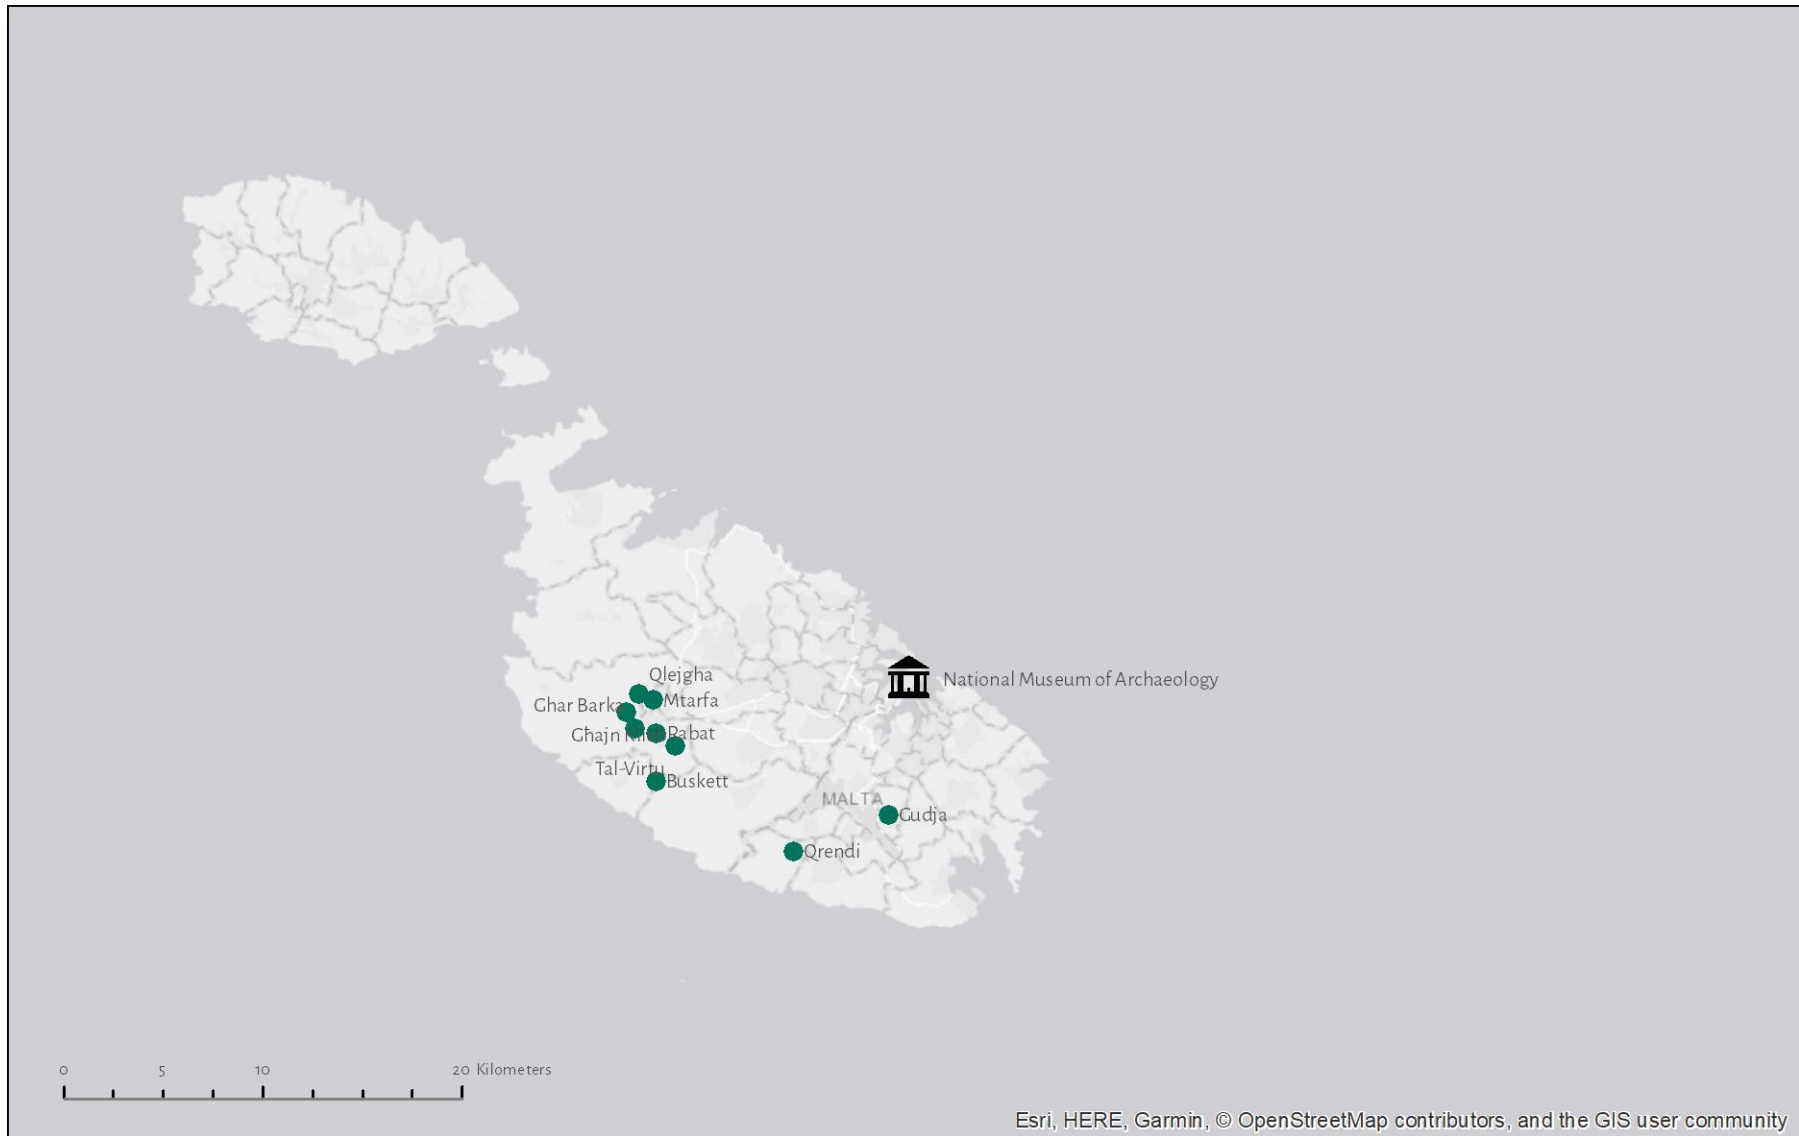 Qlejgha
National Museum of Archaeology
Mtarfa
Ghar Barka
Għajn
Rabat
Tal-Virtu
Buskett
MALTA
Gudja
Qrendi
0 5 10 20 Kilometers
Esri, HERE, Garmin, © OpenStreetMap contributors, and the GIS user community